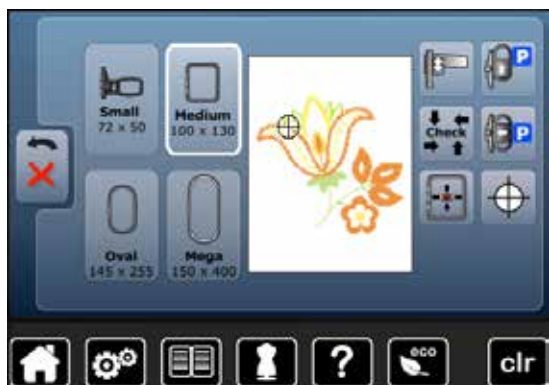 Small
72 x 50
Medium
100 x 130
Oval
145 x 255
Mega
150 x 400
P
Check
P
?
eco
clr